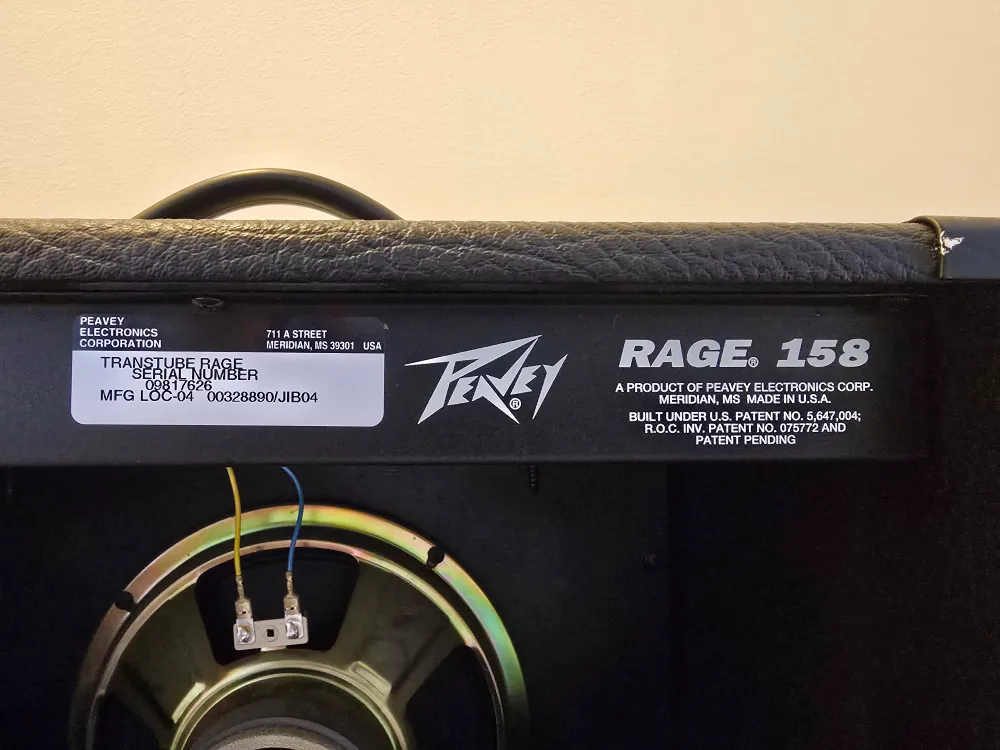 PEAVEY
ELECTRONICS
CORPORATION
711 A STREET
MERIDIAN, MS 39301 USA
TRANSTUBE RAGE
SERIAL NUMBER
09817626
MFG LOC-04 00328890/JIB04
PEAVEY®
RAGE® 158
A PRODUCT OF PEAVEY ELECTRONICS CORP.
MERIDIAN, MS MADE IN U.S.A.
BUILT UNDER U.S. PATENT NO. 5,647,004;
R.O.C. INV. PATENT NO. 075772 AND
PATENT PENDING